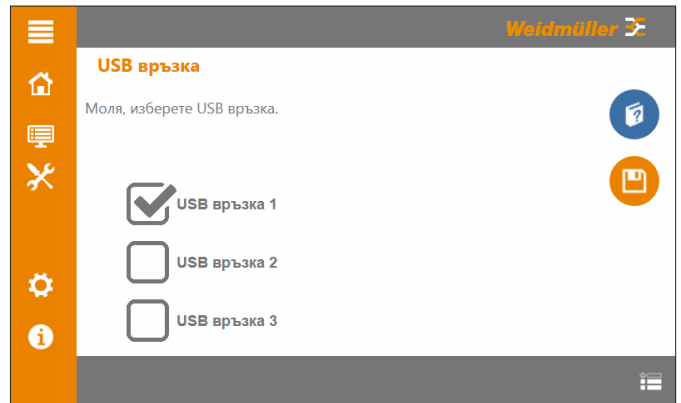 Weidmüller
USB връзка
Моля, изберете USB връзка.
USB връзка 1
USB връзка 2
USB връзка 3